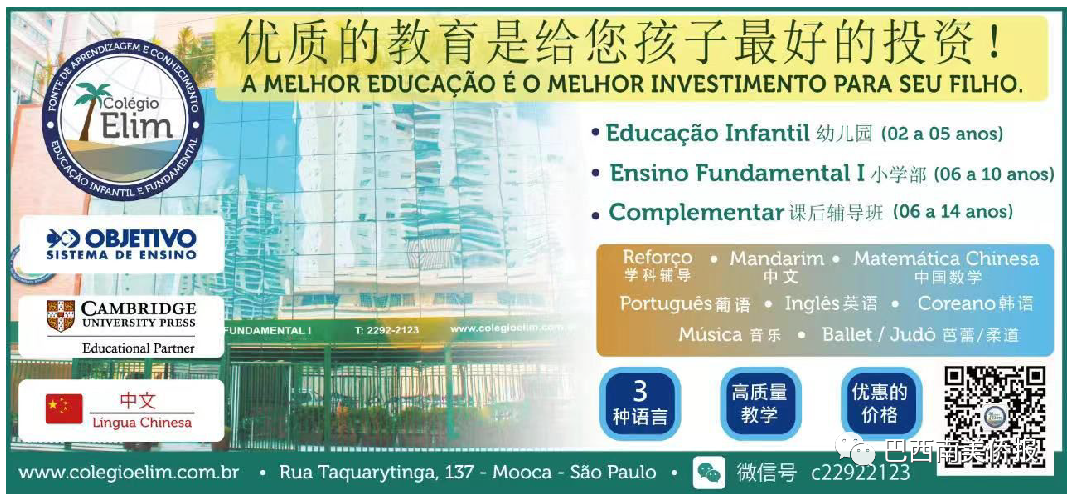 优质的教育是给您孩子最好的投资！
A MELHOR EDUCAÇÃO É O MELHOR INVESTIMENTO PARA SEU FILHO.
FONTE DE APRENDIZAGEM E CONHECIMENTO
Colégio
Elim
EDUCAÇÃO INFANTIL E FUNDAMENTAL
• Educação Infantil 幼儿园 (02 a 05 anos)
• Ensino Fundamental I 小学部 (06 a 10 anos)
• Complementar 课后辅导班 (06 a 14 anos)
OBJETIVO
SISTEMA DE ENSINO
CAMBRIDGE
UNIVERSITY PRESS
Educational Partner
中文
Língua Chinesa
FUNDAMENTAL I T: 2292-2123 www.colegioelim.com.br
Reforço • Mandarim • Matemática Chinesa
学科辅导 中文 中国数学
Português 葡语 • Inglês 英语 • Coreano 韩语
Música 音乐 • Ballet / Judô 芭蕾/柔道
3
种语言
高质量
教学
优惠的
价格
巴西南美侨报
www.colegioelim.com.br • Rua Taquarytinga, 137 - Mooca - São Paulo • 微信号 c22922123